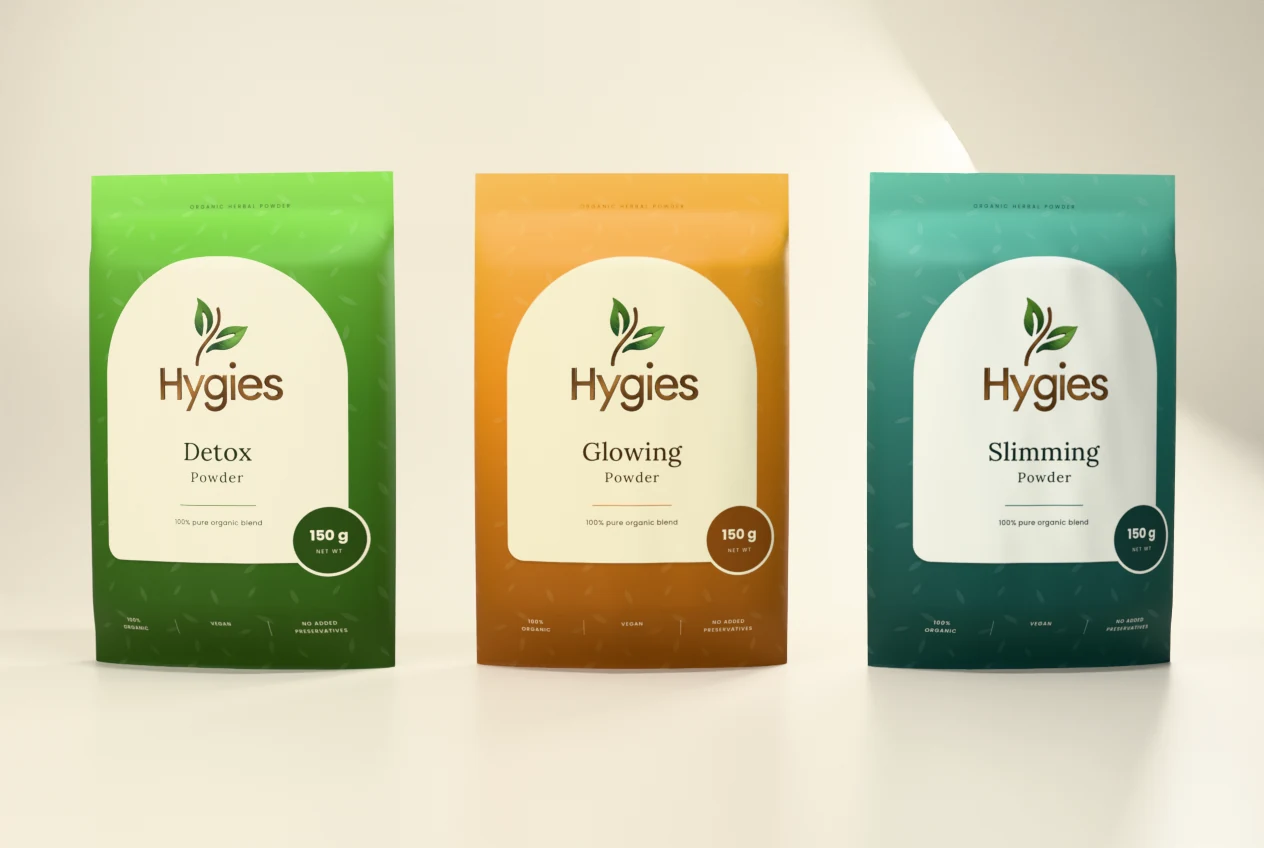 ORGANIC HERBAL POWDER
Hygies
Detox
Powder
100% pure organic blend
150 g
NET WT
100%
ORGANIC
VEGAN
NO ADDED
PRESERVATIVES
ORGANIC HERBAL POWDER
Hygies
Glowing
Powder
100% pure organic blend
150 g
NET WT
100%
ORGANIC
VEGAN
NO ADDED
PRESERVATIVES
ORGANIC HERBAL POWDER
Hygies
Slimming
Powder
100% pure organic blend
150 g
NET WT
100%
ORGANIC
VEGAN
NO ADDED
PRESERVATIVES